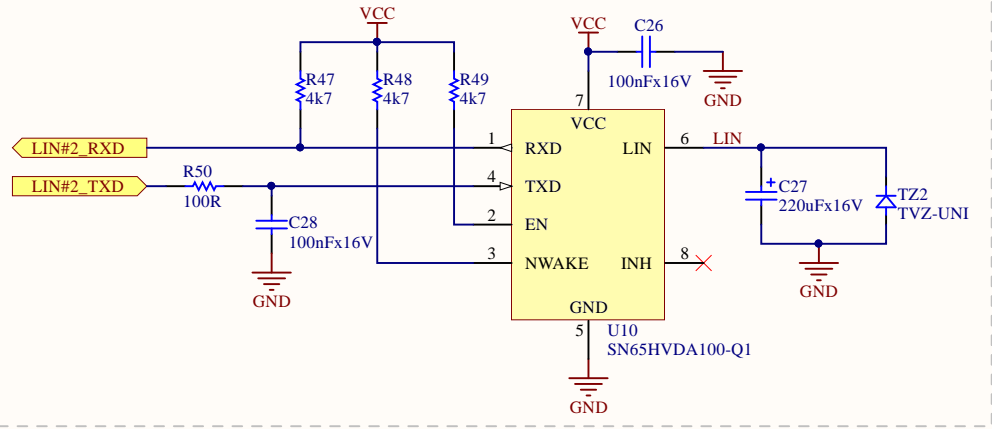 VCC
VCC
C26
100nFx16V
GND
R47
4k7
R48
4k7
R49
4k7
7
VCC
LIN#2_RXD
1
RXD
LIN
6
LIN
R50
LIN#2_TXD
100R
4
TXD
C27
220uFx16V
TZ2
TVZ-UNI
C28
100nFx16V
2
EN
3
NWAKE
INH
8
GND
GND
GND
5
U10
SN65HVDA100-Q1
GND